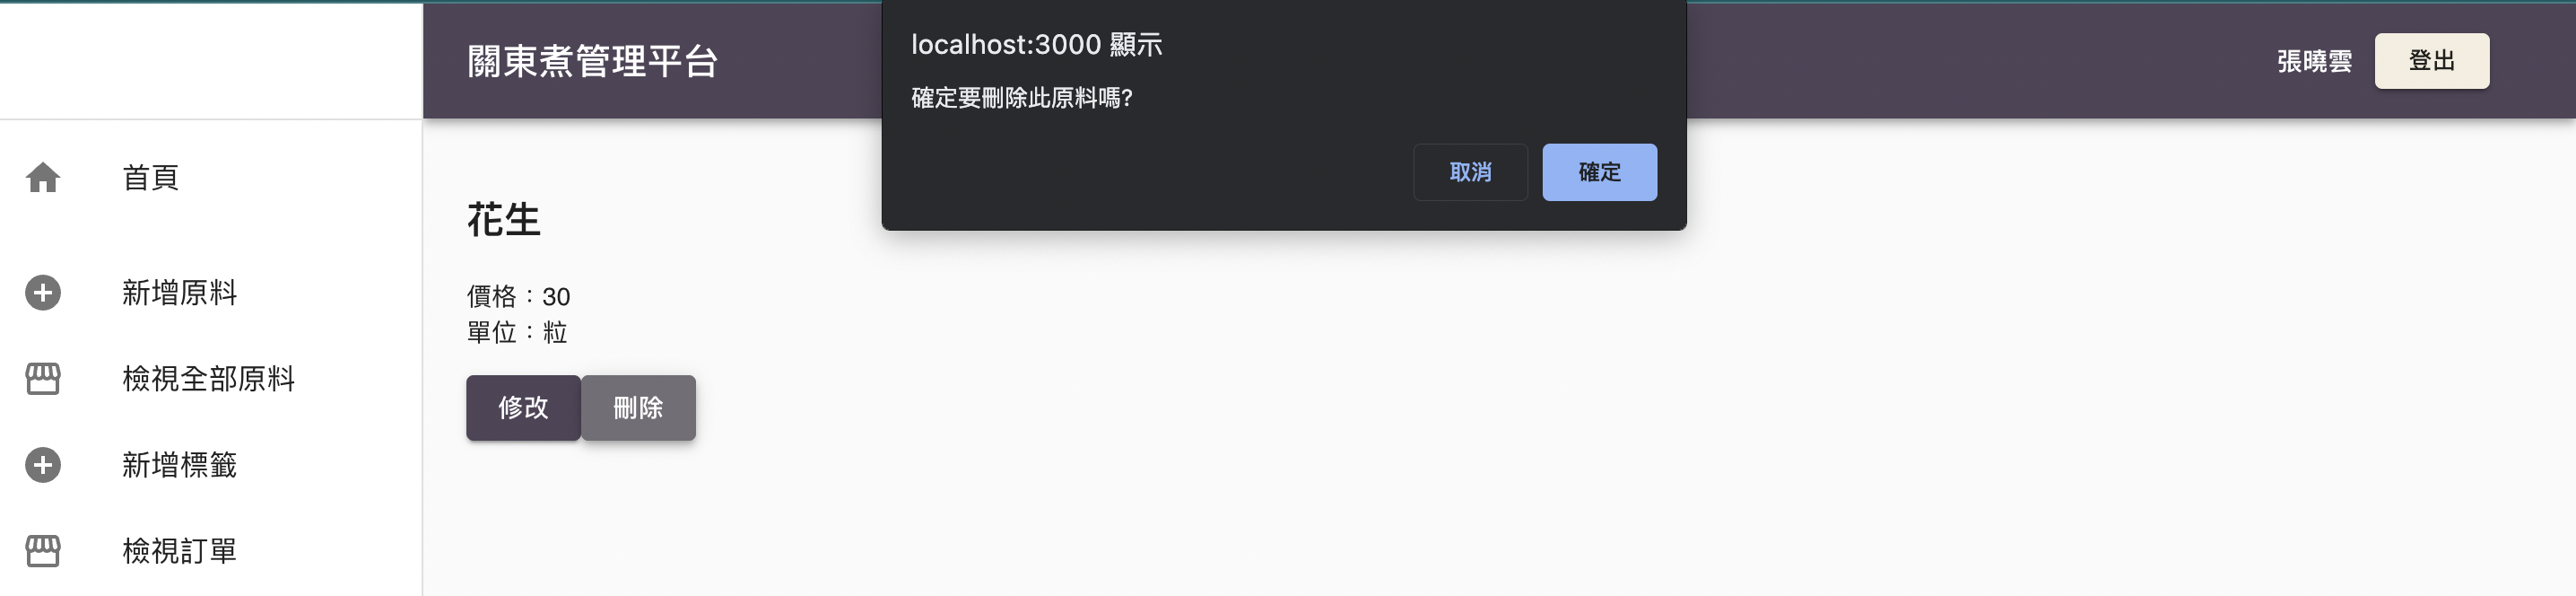 關東煮管理平台
張曉雲
登出
localhost:3000 顯示
確定要刪除此原料嗎?
取消
確定
首頁
新增原料
檢視全部原料
新增標籤
檢視訂單
花生
價格：30
單位：粒
修改
刪除